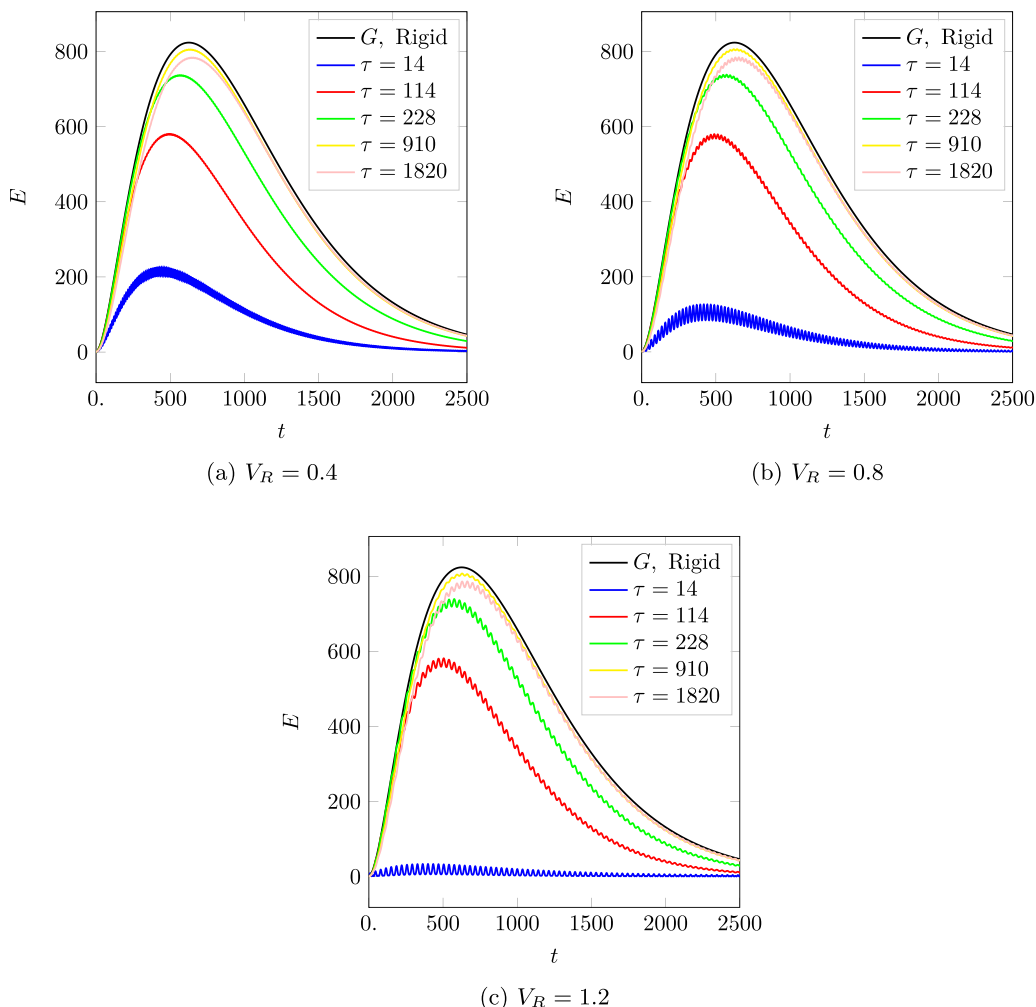 800
600
400
200
0
E
G, Rigid
τ = 14
τ = 114
τ = 228
τ = 910
τ = 1820
0. 500 1000 1500 2000 2500
t
(a) V_R = 0.4
800
600
400
200
0
E
G, Rigid
τ = 14
τ = 114
τ = 228
τ = 910
τ = 1820
0. 500 1000 1500 2000 2500
t
(b) V_R = 0.8
800
600
400
200
0
E
G, Rigid
τ = 14
τ = 114
τ = 228
τ = 910
τ = 1820
0. 500 1000 1500 2000 2500
t
(c) V_R = 1.2